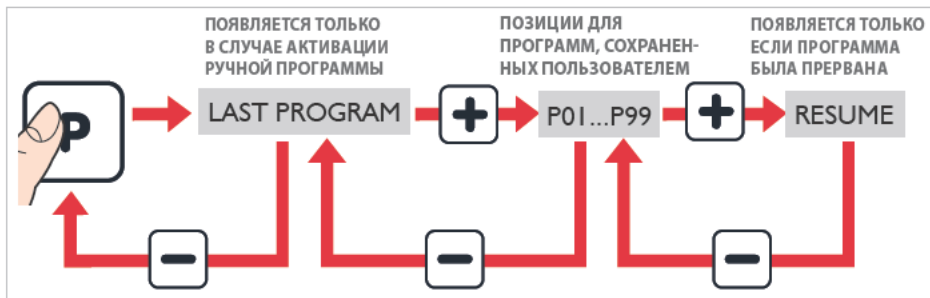 ПОЯВЛЯЕТСЯ ТОЛЬКО
В СЛУЧАЕ АКТИВАЦИИ
РУЧНОЙ ПРОГРАММЫ
ПОЗИЦИИ ДЛЯ
ПРОГРАММ, СОХРАНЕН-
НЫХ ПОЛЬЗОВАТЕЛЕМ
ПОЯВЛЯЕТСЯ ТОЛЬКО
ЕСЛИ ПРОГРАММА
БЫЛА ПРЕРВАНА
P
LAST PROGRAM
+
P01...P99
+
RESUME
−
−
−